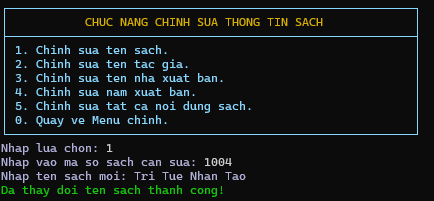 CHUC NANG CHINH SUA THONG TIN SACH
1. Chinh sua ten sach.
2. Chinh sua ten tac gia.
3. Chinh sua ten nha xuat ban.
4. Chinh sua nam xuat ban.
5. Chinh sua tat ca noi dung sach.
0. Quay ve Menu chinh.
Nhap lua chon: 1
Nhap vao ma so sach can sua: 1004
Nhap ten sach moi: Tri Tue Nhan Tao
Da thay doi ten sach thanh cong!